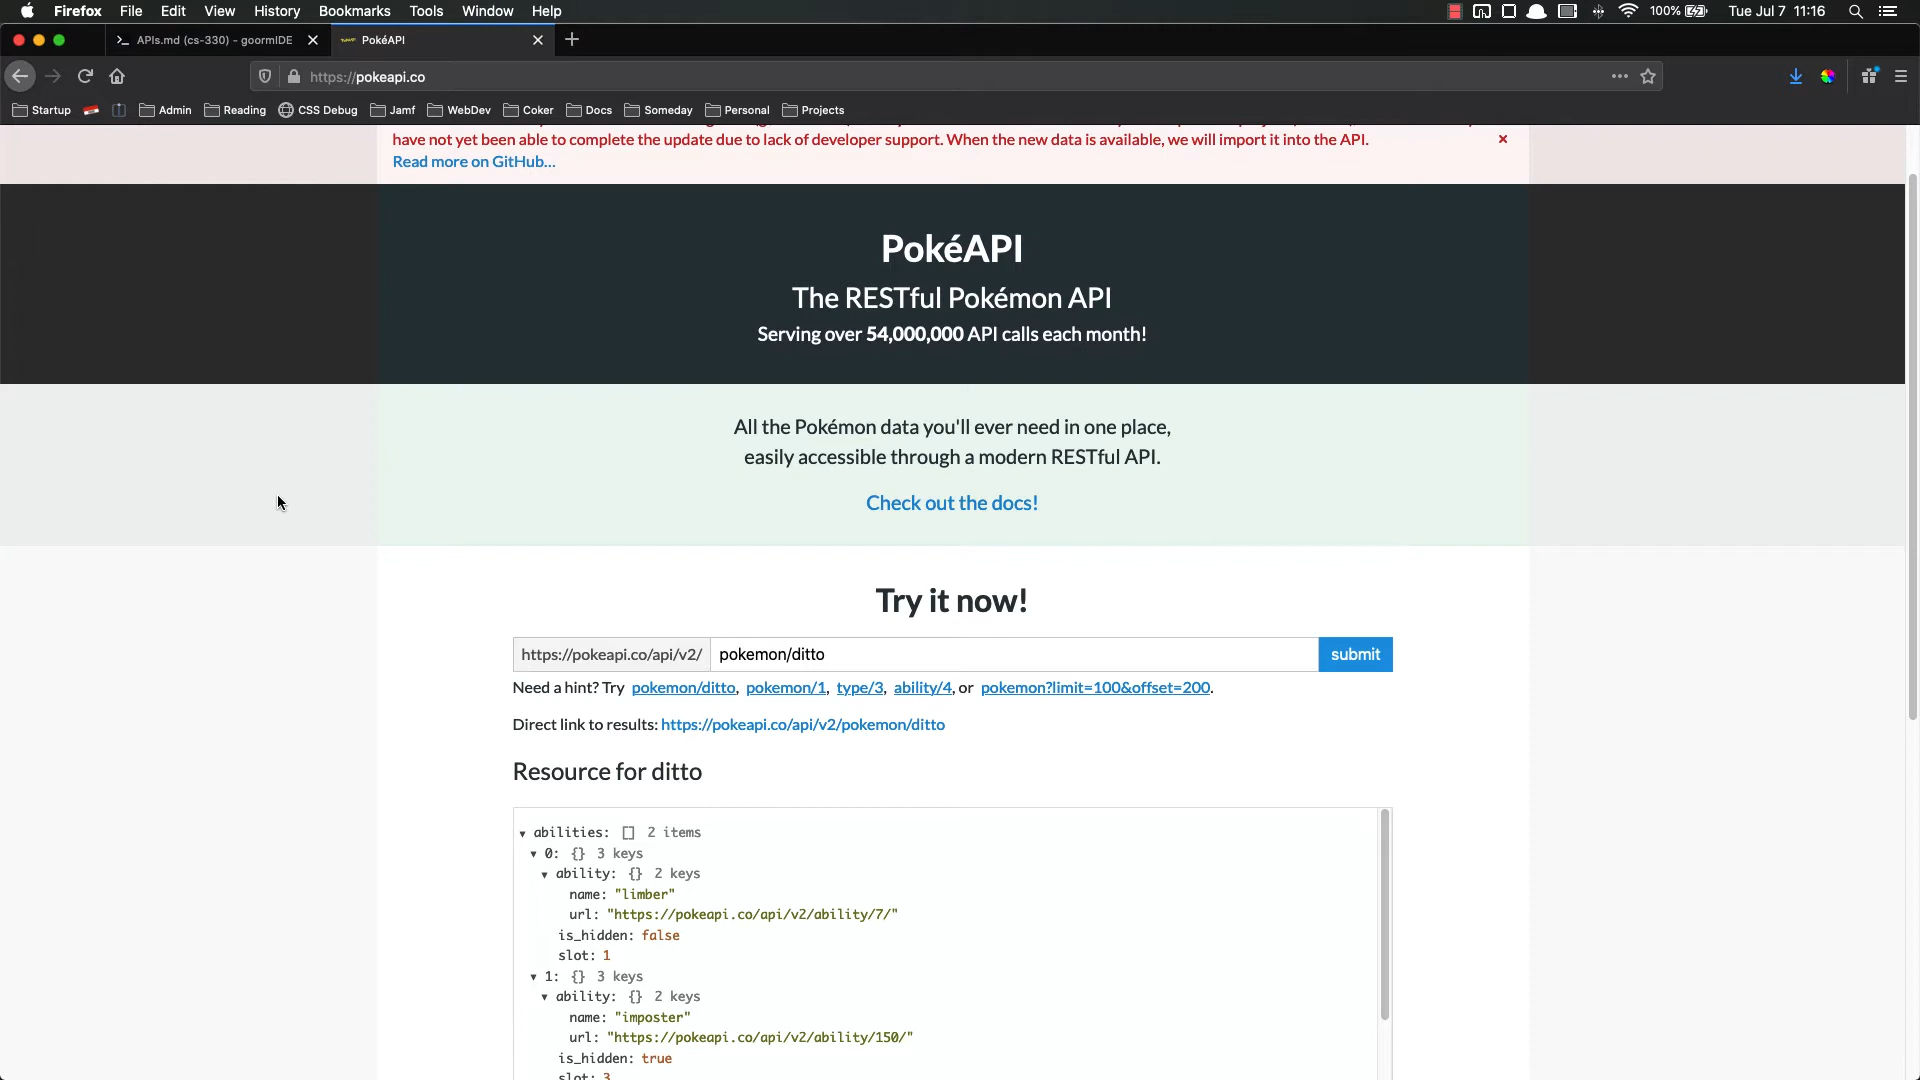 Firefox File Edit View History Bookmarks Tools Window Help 100% Tue Jul 7 11:16
APIs.md (cs-330) - goormIDE PokéAPI
https://pokeapi.co
Startup Admin Reading CSS Debug Jamf WebDev Coker Docs Someday Personal Projects
have not yet been able to complete the update due to lack of developer support. When the new data is available, we will import it into the API.
Read more on GitHub...
PokéAPI
The RESTful Pokémon API
Serving over 54,000,000 API calls each month!
All the Pokémon data you'll ever need in one place,
easily accessible through a modern RESTful API.
Check out the docs!
Try it now!
https://pokeapi.co/api/v2/ pokemon/ditto submit
Need a hint? Try pokemon/ditto, pokemon/1, type/3, ability/4, or pokemon?limit=100&offset=200.
Direct link to results: https://pokeapi.co/api/v2/pokemon/ditto
Resource for ditto
abilities: [] 2 items
0: {} 3 keys
ability: {} 2 keys
name: "limber"
url: "https://pokeapi.co/api/v2/ability/7/"
is_hidden: false
slot: 1
1: {} 3 keys
ability: {} 2 keys
name: "imposter"
url: "https://pokeapi.co/api/v2/ability/150/"
is_hidden: true
slot: 3